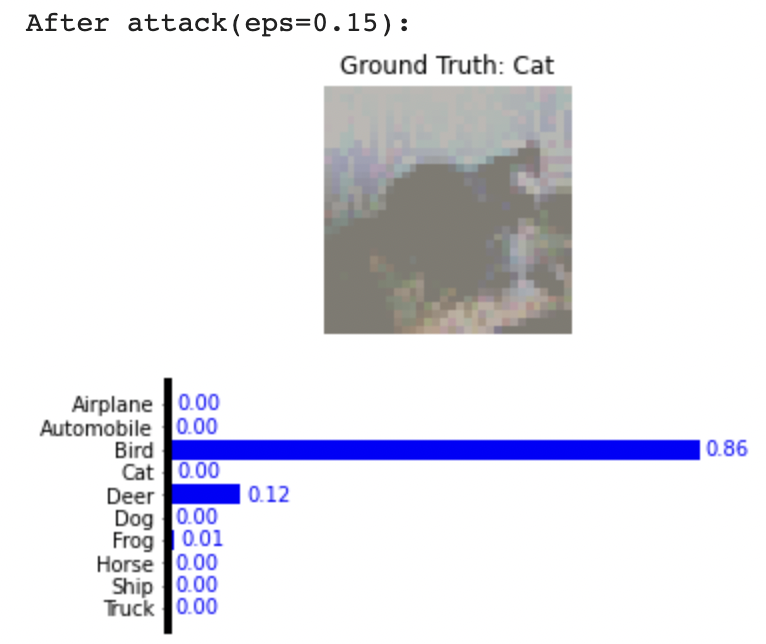 After attack(eps=0.15):
Ground Truth: Cat
Airplane 0.00
Automobile 0.00
Bird 0.86
Cat 0.00
Deer 0.12
Dog 0.00
Frog 0.01
Horse 0.00
Ship 0.00
Truck 0.00